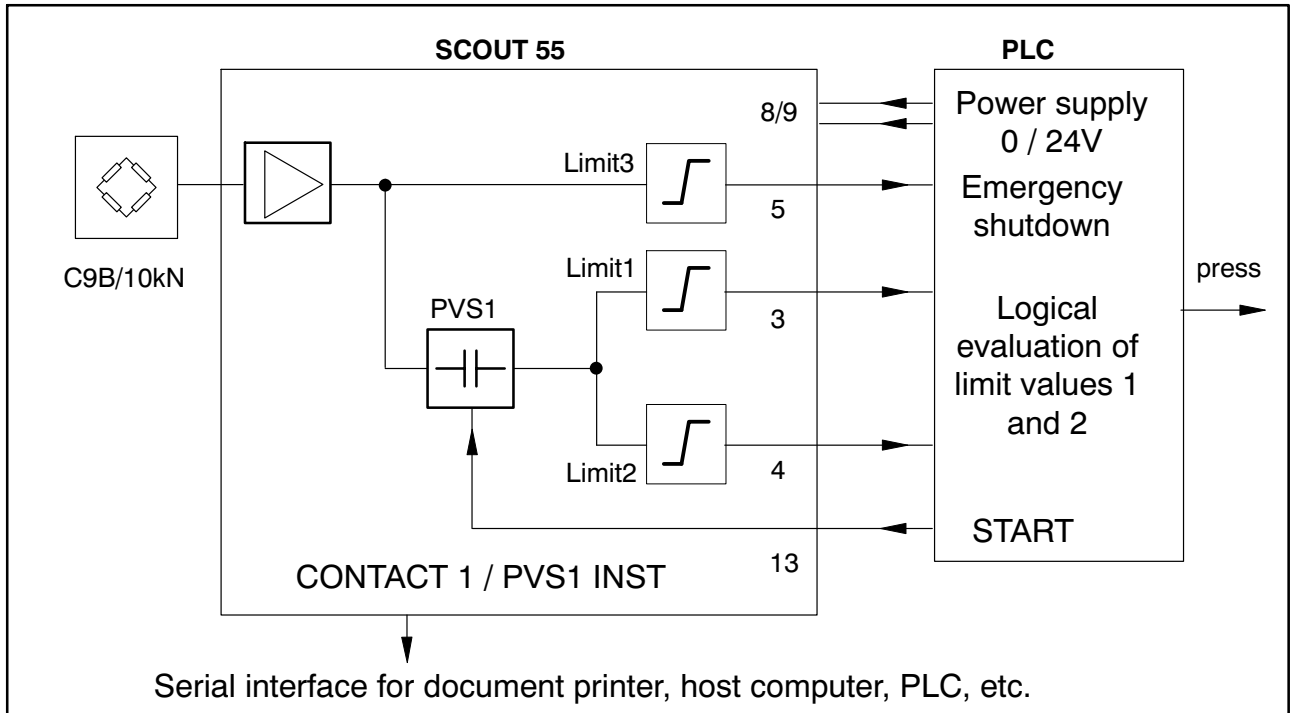 SCOUT 55
PLC
8/9
Power supply
0 / 24V
Limit3
5
Emergency
shutdown
C9B/10kN
Limit1
3
press
PVS1
Logical
evaluation of
limit values 1
and 2
Limit2
4
START
13
CONTACT 1 / PVS1 INST
Serial interface for document printer, host computer, PLC, etc.